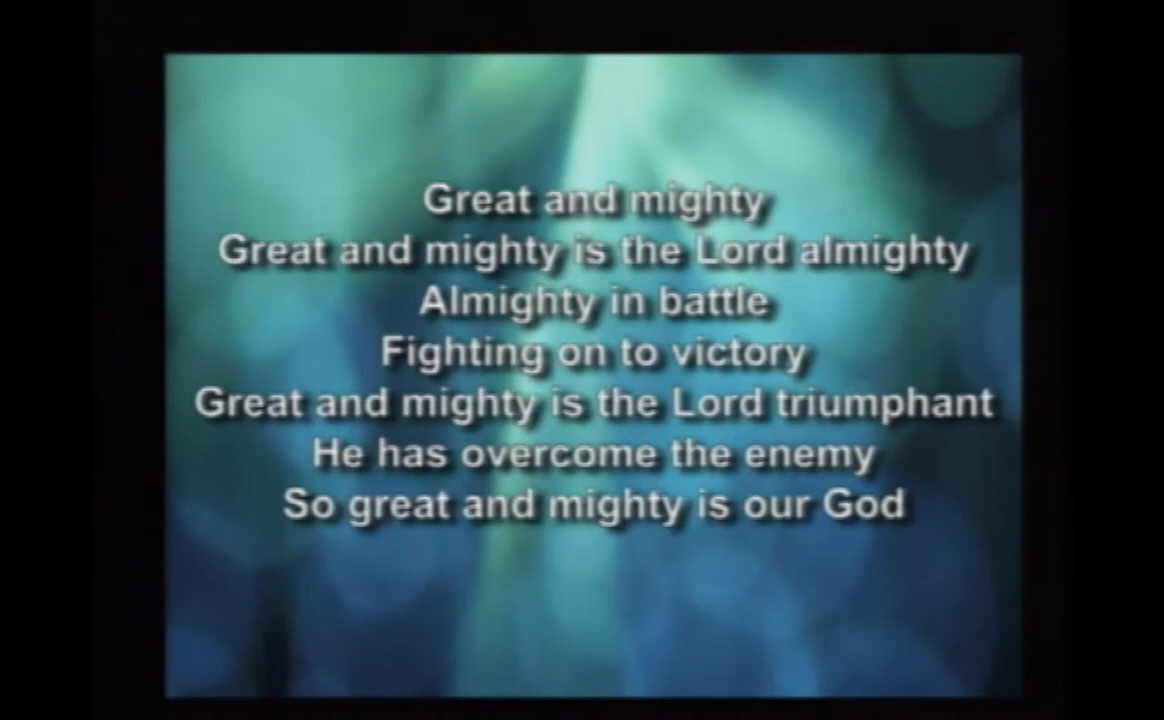 Great and mighty
Great and mighty is the Lord almighty
Almighty in battle
Fighting on to victory
Great and mighty is the Lord triumphant
He has overcome the enemy
So great and mighty is our God